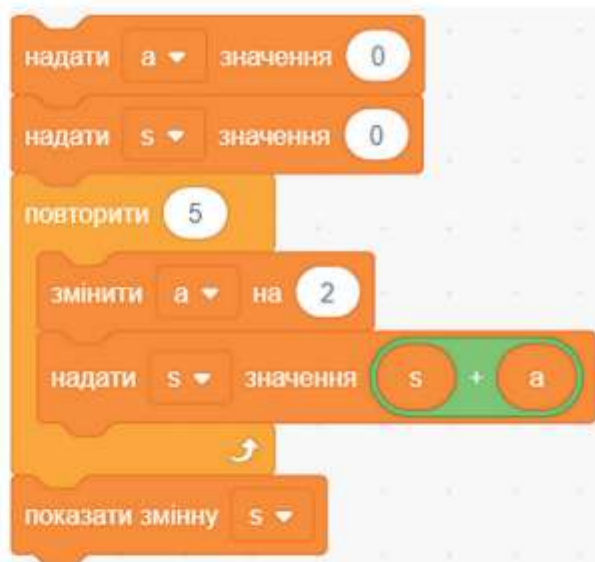 надати a значення 0
надати s значення 0
повторити 5
змінити a на 2
надати s значення s + a
показати змінну s